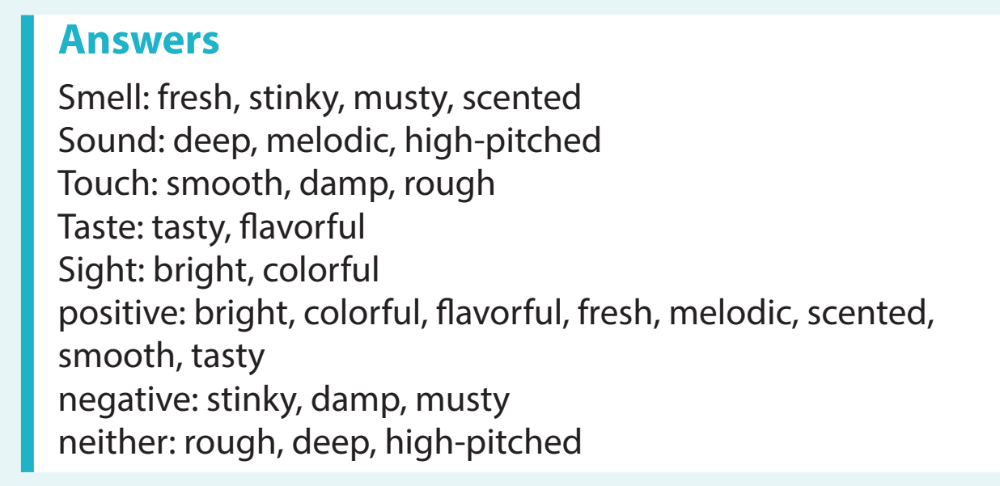 Answers
Smell: fresh, stinky, musty, scented
Sound: deep, melodic, high-pitched
Touch: smooth, damp, rough
Taste: tasty, flavorful
Sight: bright, colorful
positive: bright, colorful, flavorful, fresh, melodic, scented,
smooth, tasty
negative: stinky, damp, musty
neither: rough, deep, high-pitched